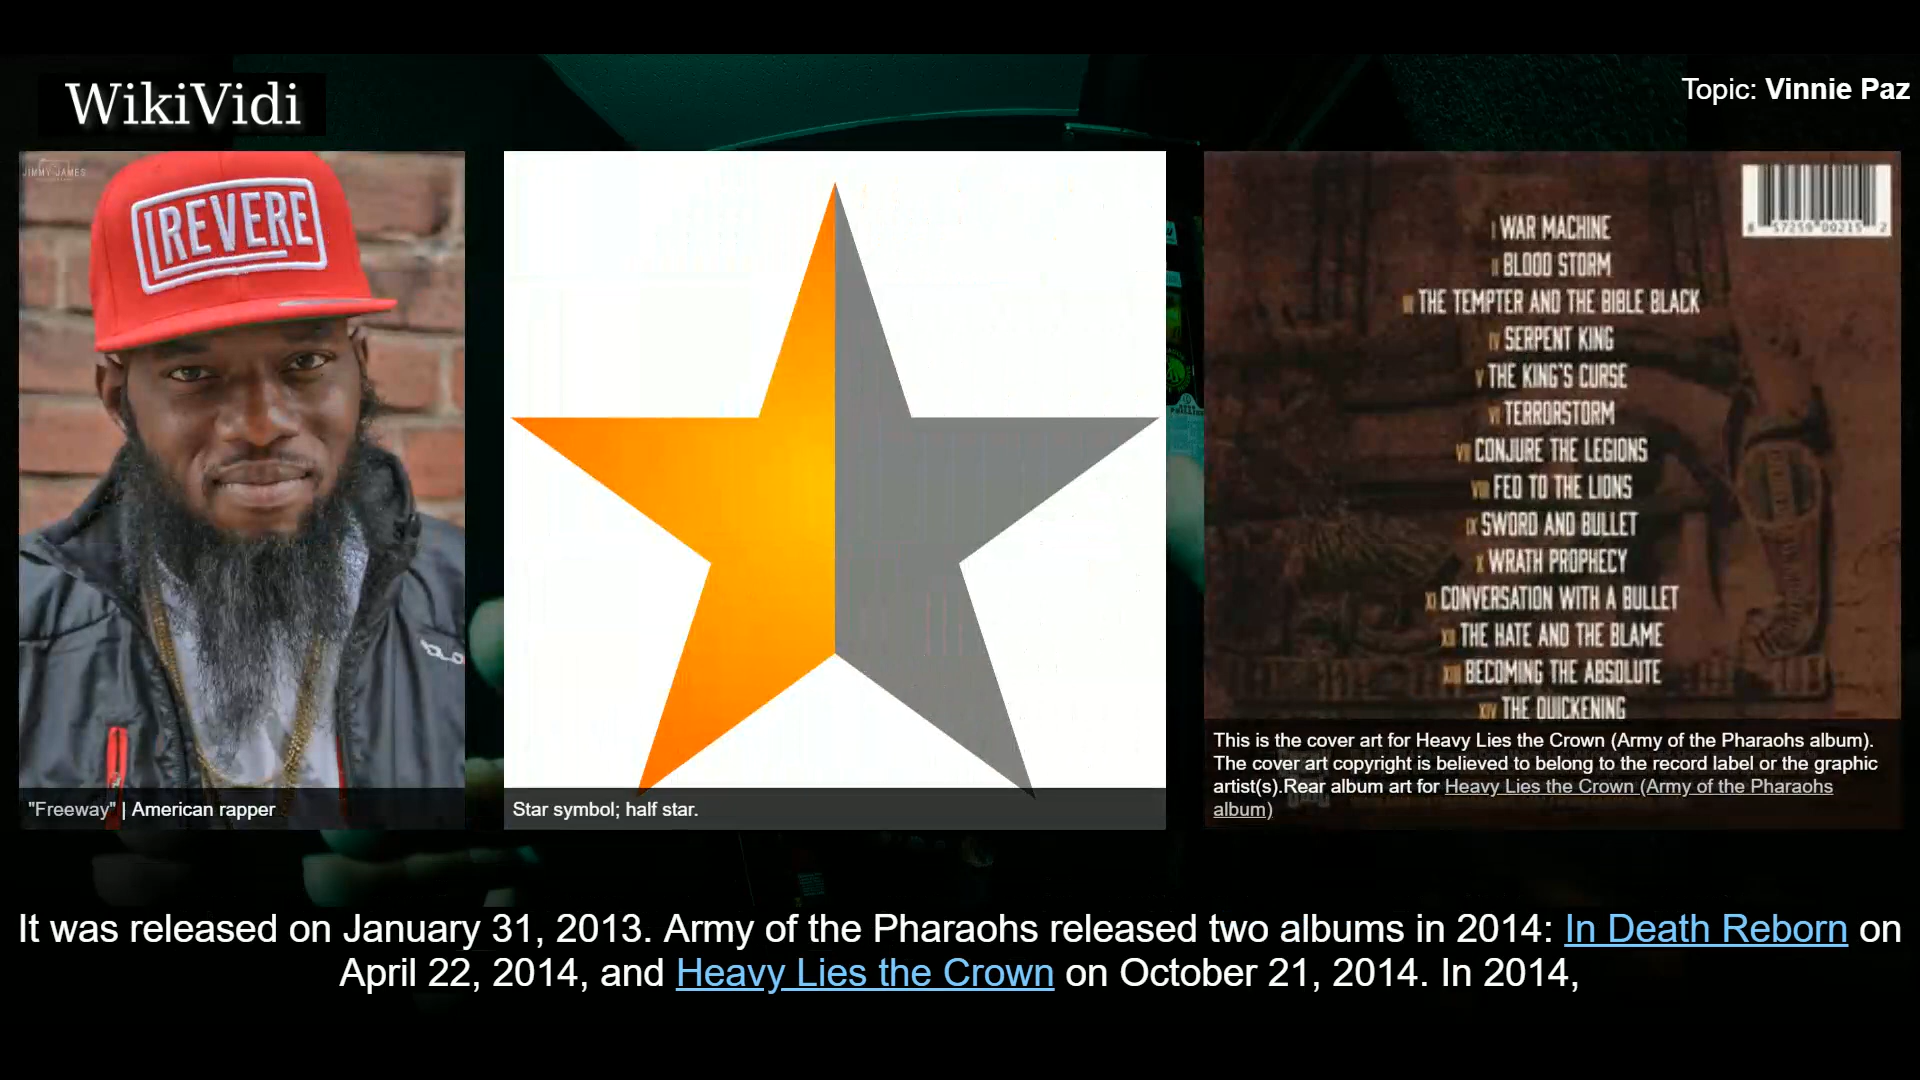 WikiVidi
Topic: Vinnie Paz
JIMMY JAMES
IREVERE
"Freeway" | American rapper
Star symbol; half star.
I WAR MACHINE
II BLOOD STORM
III THE TEMPTER AND THE BIBLE BLACK
IV SERPENT KING
V THE KING'S CURSE
VI TERRORSTORM
VII CONJURE THE LEGIONS
VIII FED TO THE LIONS
IX SWORD AND BULLET
X WRATH PROPHECY
XI CONVERSATION WITH A BULLET
XII THE HATE AND THE BLAME
XIII BECOMING THE ABSOLUTE
XIV THE QUICKENING
This is the cover art for Heavy Lies the Crown (Army of the Pharaohs album).
The cover art copyright is believed to belong to the record label or the graphic
artist(s).Rear album art for Heavy Lies the Crown (Army of the Pharaohs
album)
It was released on January 31, 2013. Army of the Pharaohs released two albums in 2014: In Death Reborn on
April 22, 2014, and Heavy Lies the Crown on October 21, 2014. In 2014,